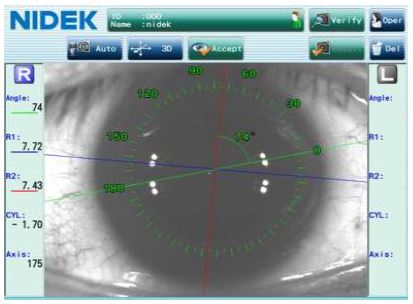 NIDEK
ID :000
Name :nidek
Verify
Oper
Auto
3D
Accept
Del
R
L
Angle:
74
R1:
7.72
R2:
7.43
CYL:
- 1.70
Axis:
175
90
60
120
30
150
74°
0
180
Angle:
R1:
R2:
CYL:
Axis: